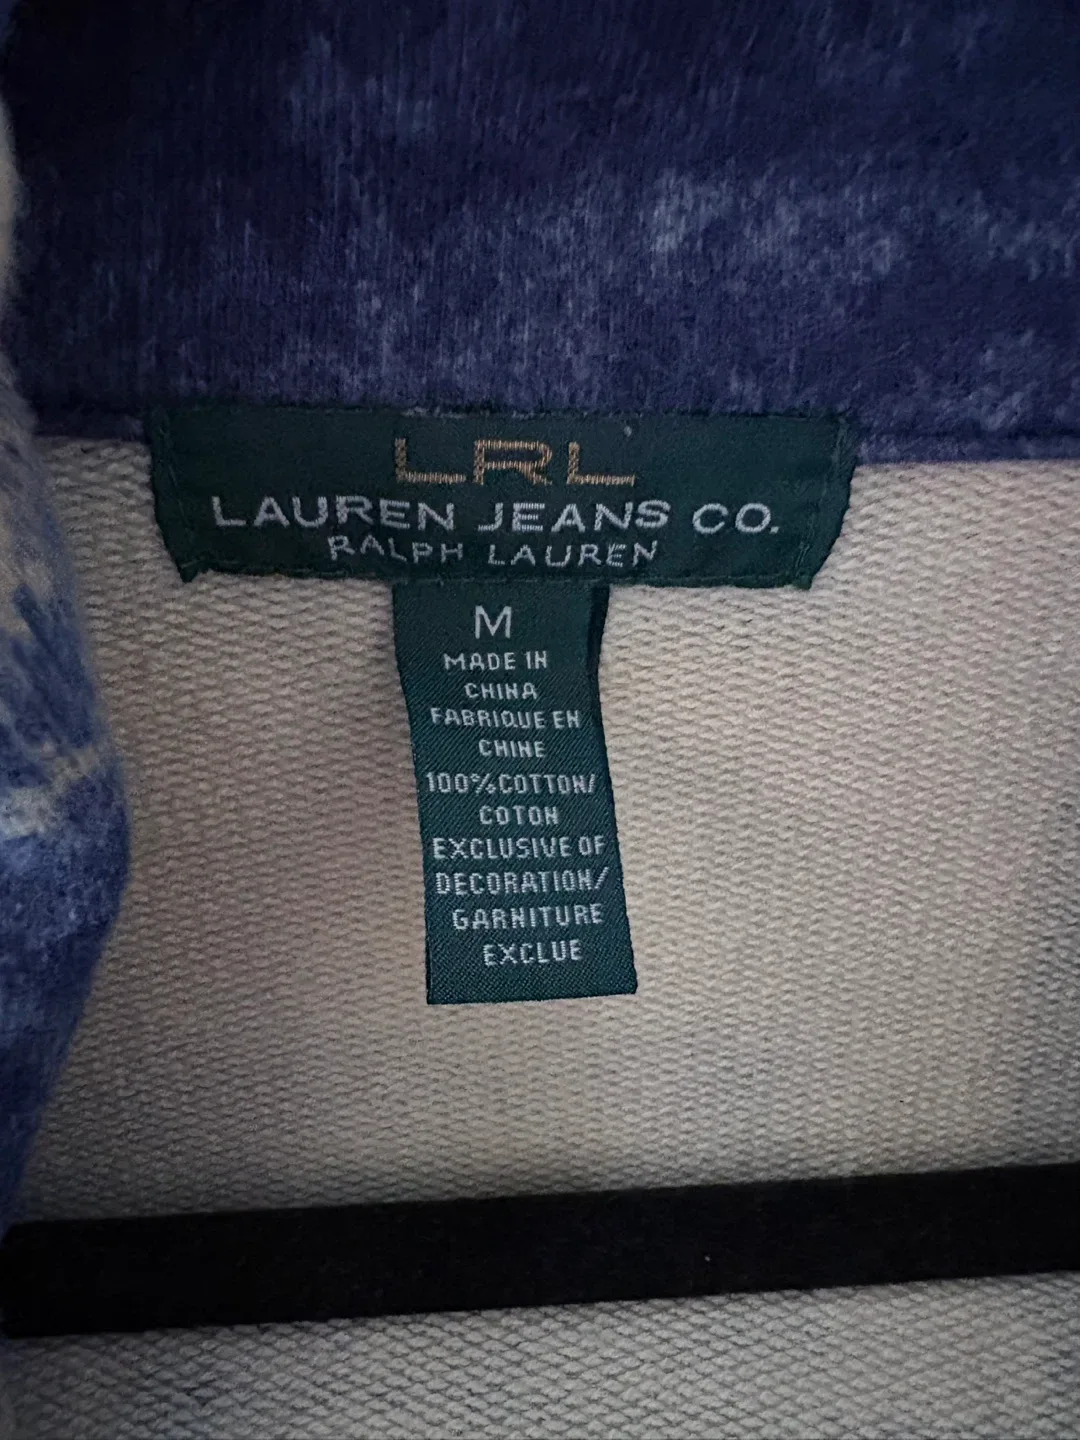 LRL
LAUREN JEANS CO.
RALPH LAUREN
M
MADE IN
CHINA
FABRIQUE EN
CHINE
100%COTTON/
COTON
EXCLUSIVE OF
DECORATION/
GARNITURE
EXCLUE